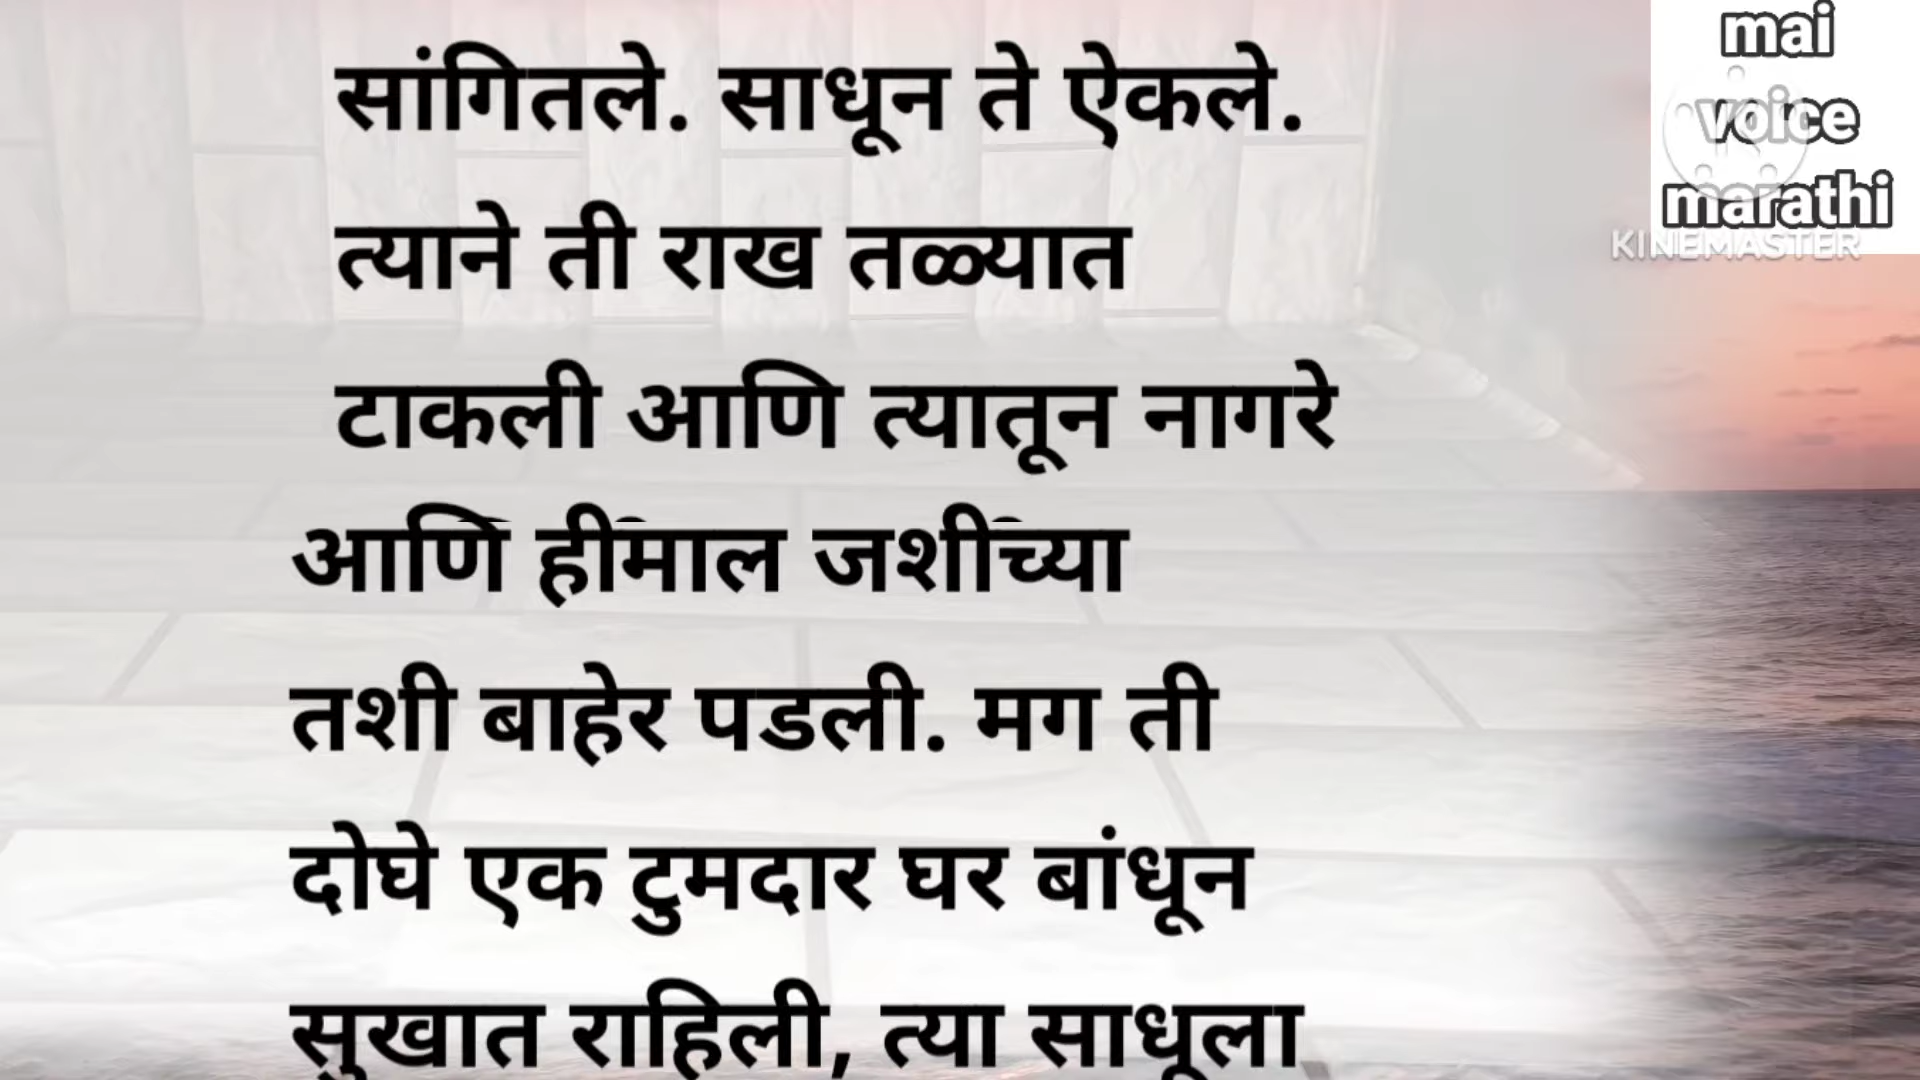 सांगितले. साधून ते ऐकले.
त्याने ती राख तळ्यात
टाकली आणि त्यातून नागरे
आणि हीमाल जशीच्या
तशी बाहेर पडली. मग ती
दोघे एक टुमदार घर बांधून
सुखात राहिली, त्या साधूला
mai
voice
marathi
KINEMASTER